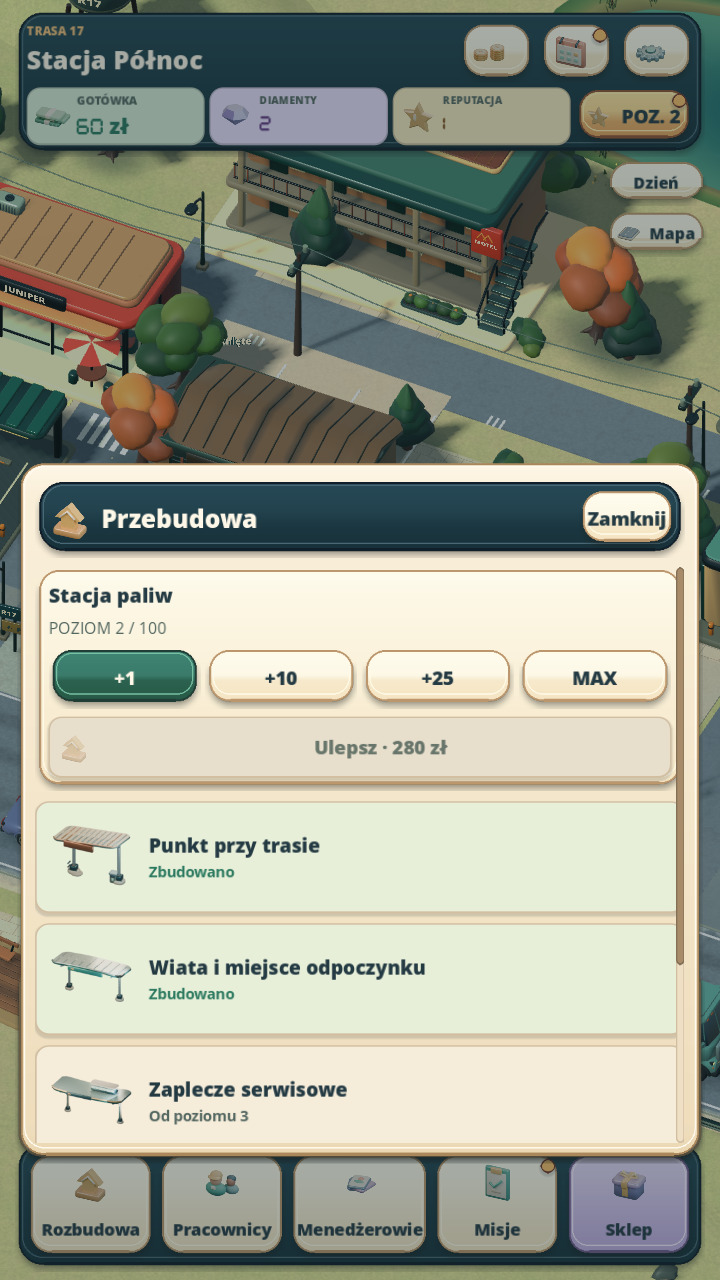 TRASA 17
Stacja Północ
GOTÓWKA
60 zł
DIAMENTY
2
REPUTACJA
1
POZ. 2
Dzień
Mapa
MOTEL
JUNIPER
R17
Przebudowa
Zamknij
Stacja paliw
POZIOM 2 / 100
+1
+10
+25
MAX
Ulepsz · 280 zł
Punkt przy trasie
Zbudowano
Wiata i miejsce odpoczynku
Zbudowano
Zaplecze serwisowe
Od poziomu 3
Rozbudowa
Pracownicy
Menedżerowie
Misje
Sklep